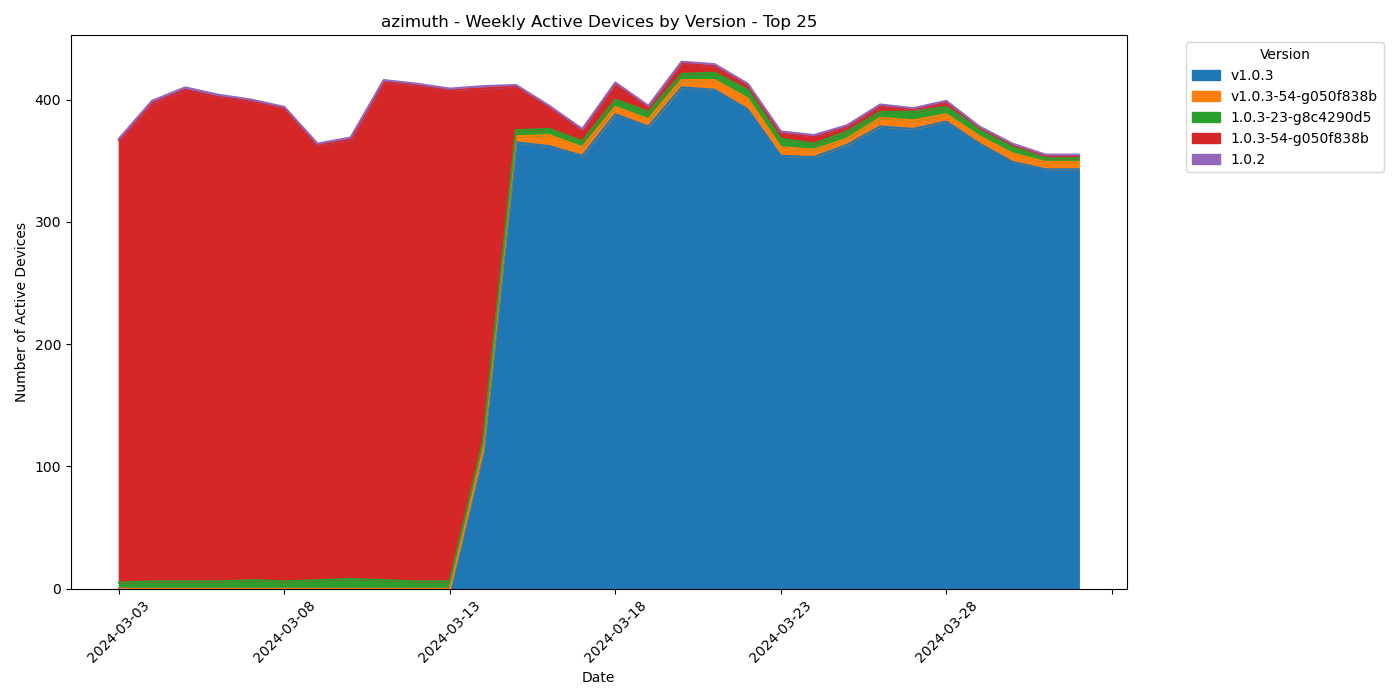 azimuth - Weekly Active Devices by Version - Top 25
Number of Active Devices
400
300
200
100
0
2024-03-03
2024-03-08
2024-03-13
2024-03-18
2024-03-23
2024-03-28
Date
Version
v1.0.3
v1.0.3-54-g050f838b
1.0.3-23-g8c4290d5
1.0.3-54-g050f838b
1.0.2